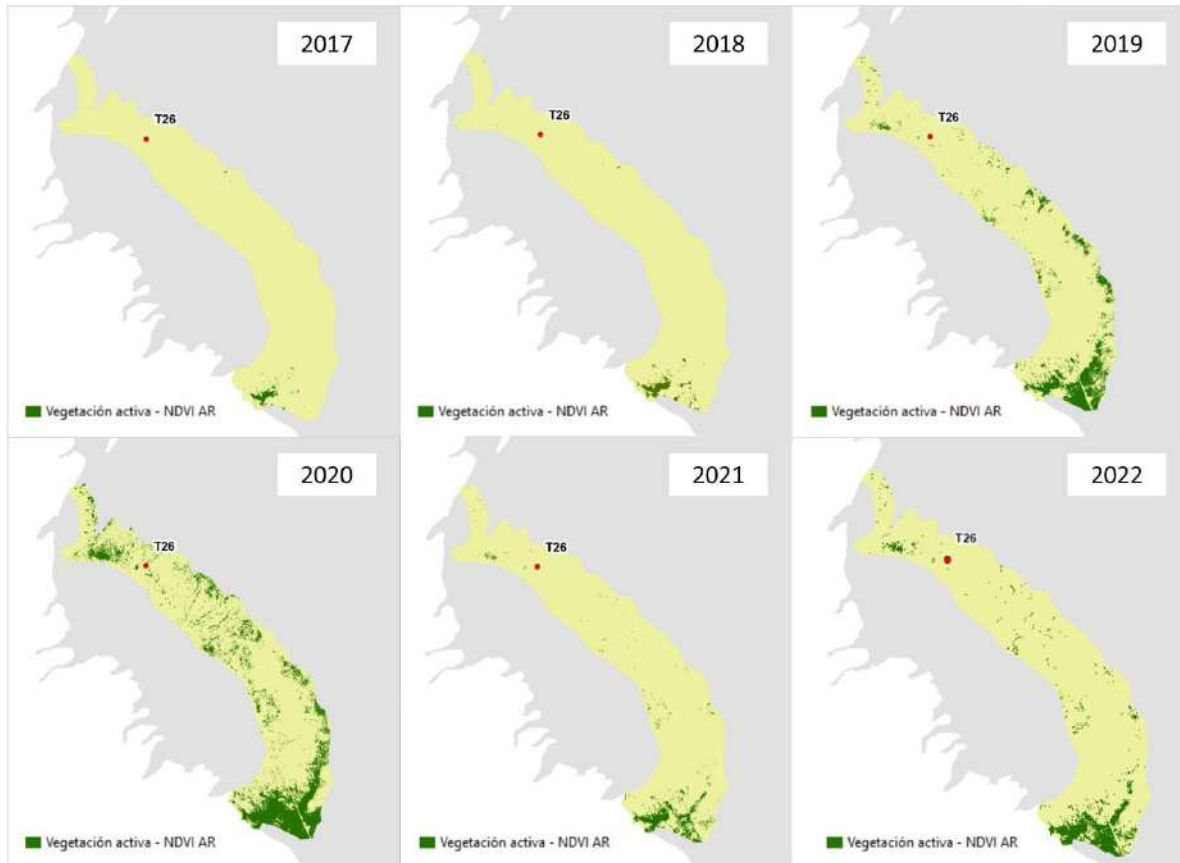 2017
T26
Vegetación activa - NDVI AR
2018
T26
Vegetación activa - NDVI AR
2019
T26
Vegetación activa - NDVI AR
2020
T26
Vegetación activa - NDVI AR
2021
T26
Vegetación activa - NDVI AR
2022
T26
Vegetación activa - NDVI AR